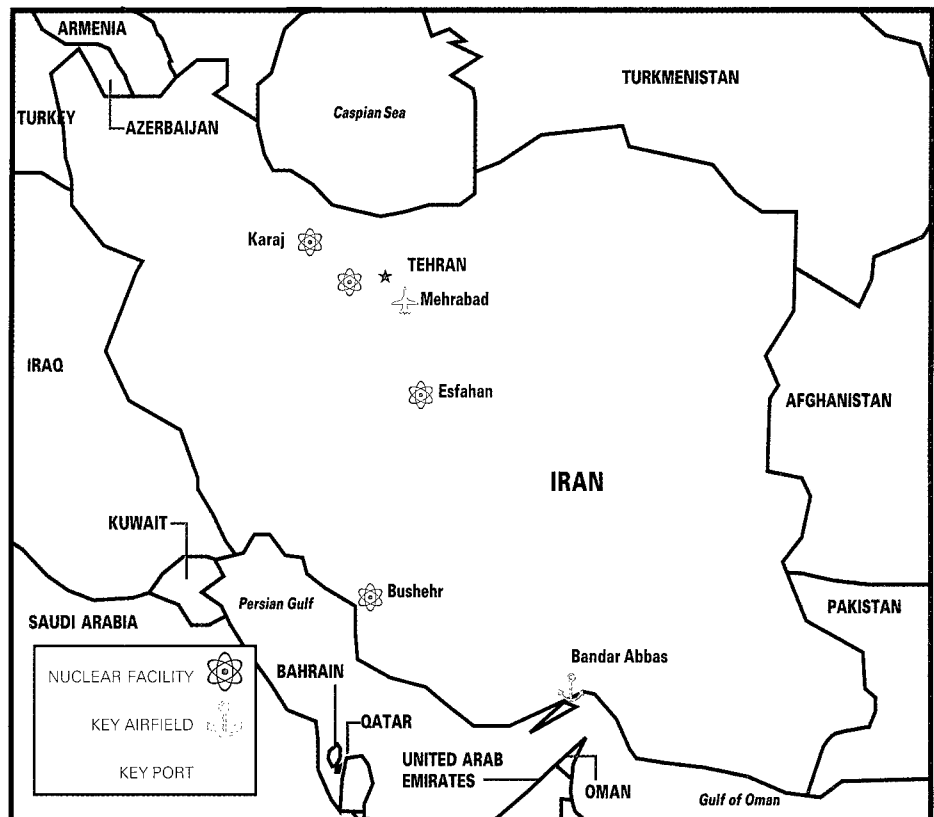 ARMENIA
TURKMENISTAN
Caspian Sea
TURKEY
AZERBAIJAN
Karaj
TEHRAN
Mehrabad
IRAQ
Esfahan
AFGHANISTAN
IRAN
KUWAIT
Bushehr
Persian Gulf
PAKISTAN
SAUDI ARABIA
Bandar Abbas
NUCLEAR FACILITY
BAHRAIN
KEY AIRFIELD
QATAR
KEY PORT
UNITED ARAB
EMIRATES
OMAN
Gulf of Oman